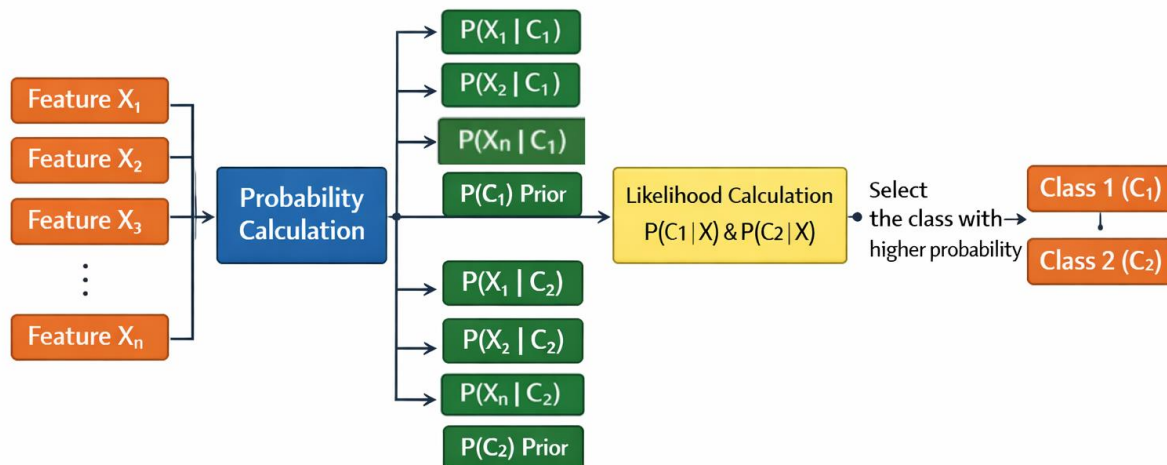 Feature X₁
Feature X₂
Feature X₃
⋮
Feature Xₙ
Probability
Calculation
P(X₁ | C₁)
P(X₂ | C₁)
P(Xₙ | C₁)
P(C₁) Prior
P(X₁ | C₂)
P(X₂ | C₂)
P(Xₙ | C₂)
P(C₂) Prior
Likelihood Calculation
P(C1 | X) & P(C2 | X)
Select
the class with
higher probability
Class 1 (C₁)
Class 2 (C₂)